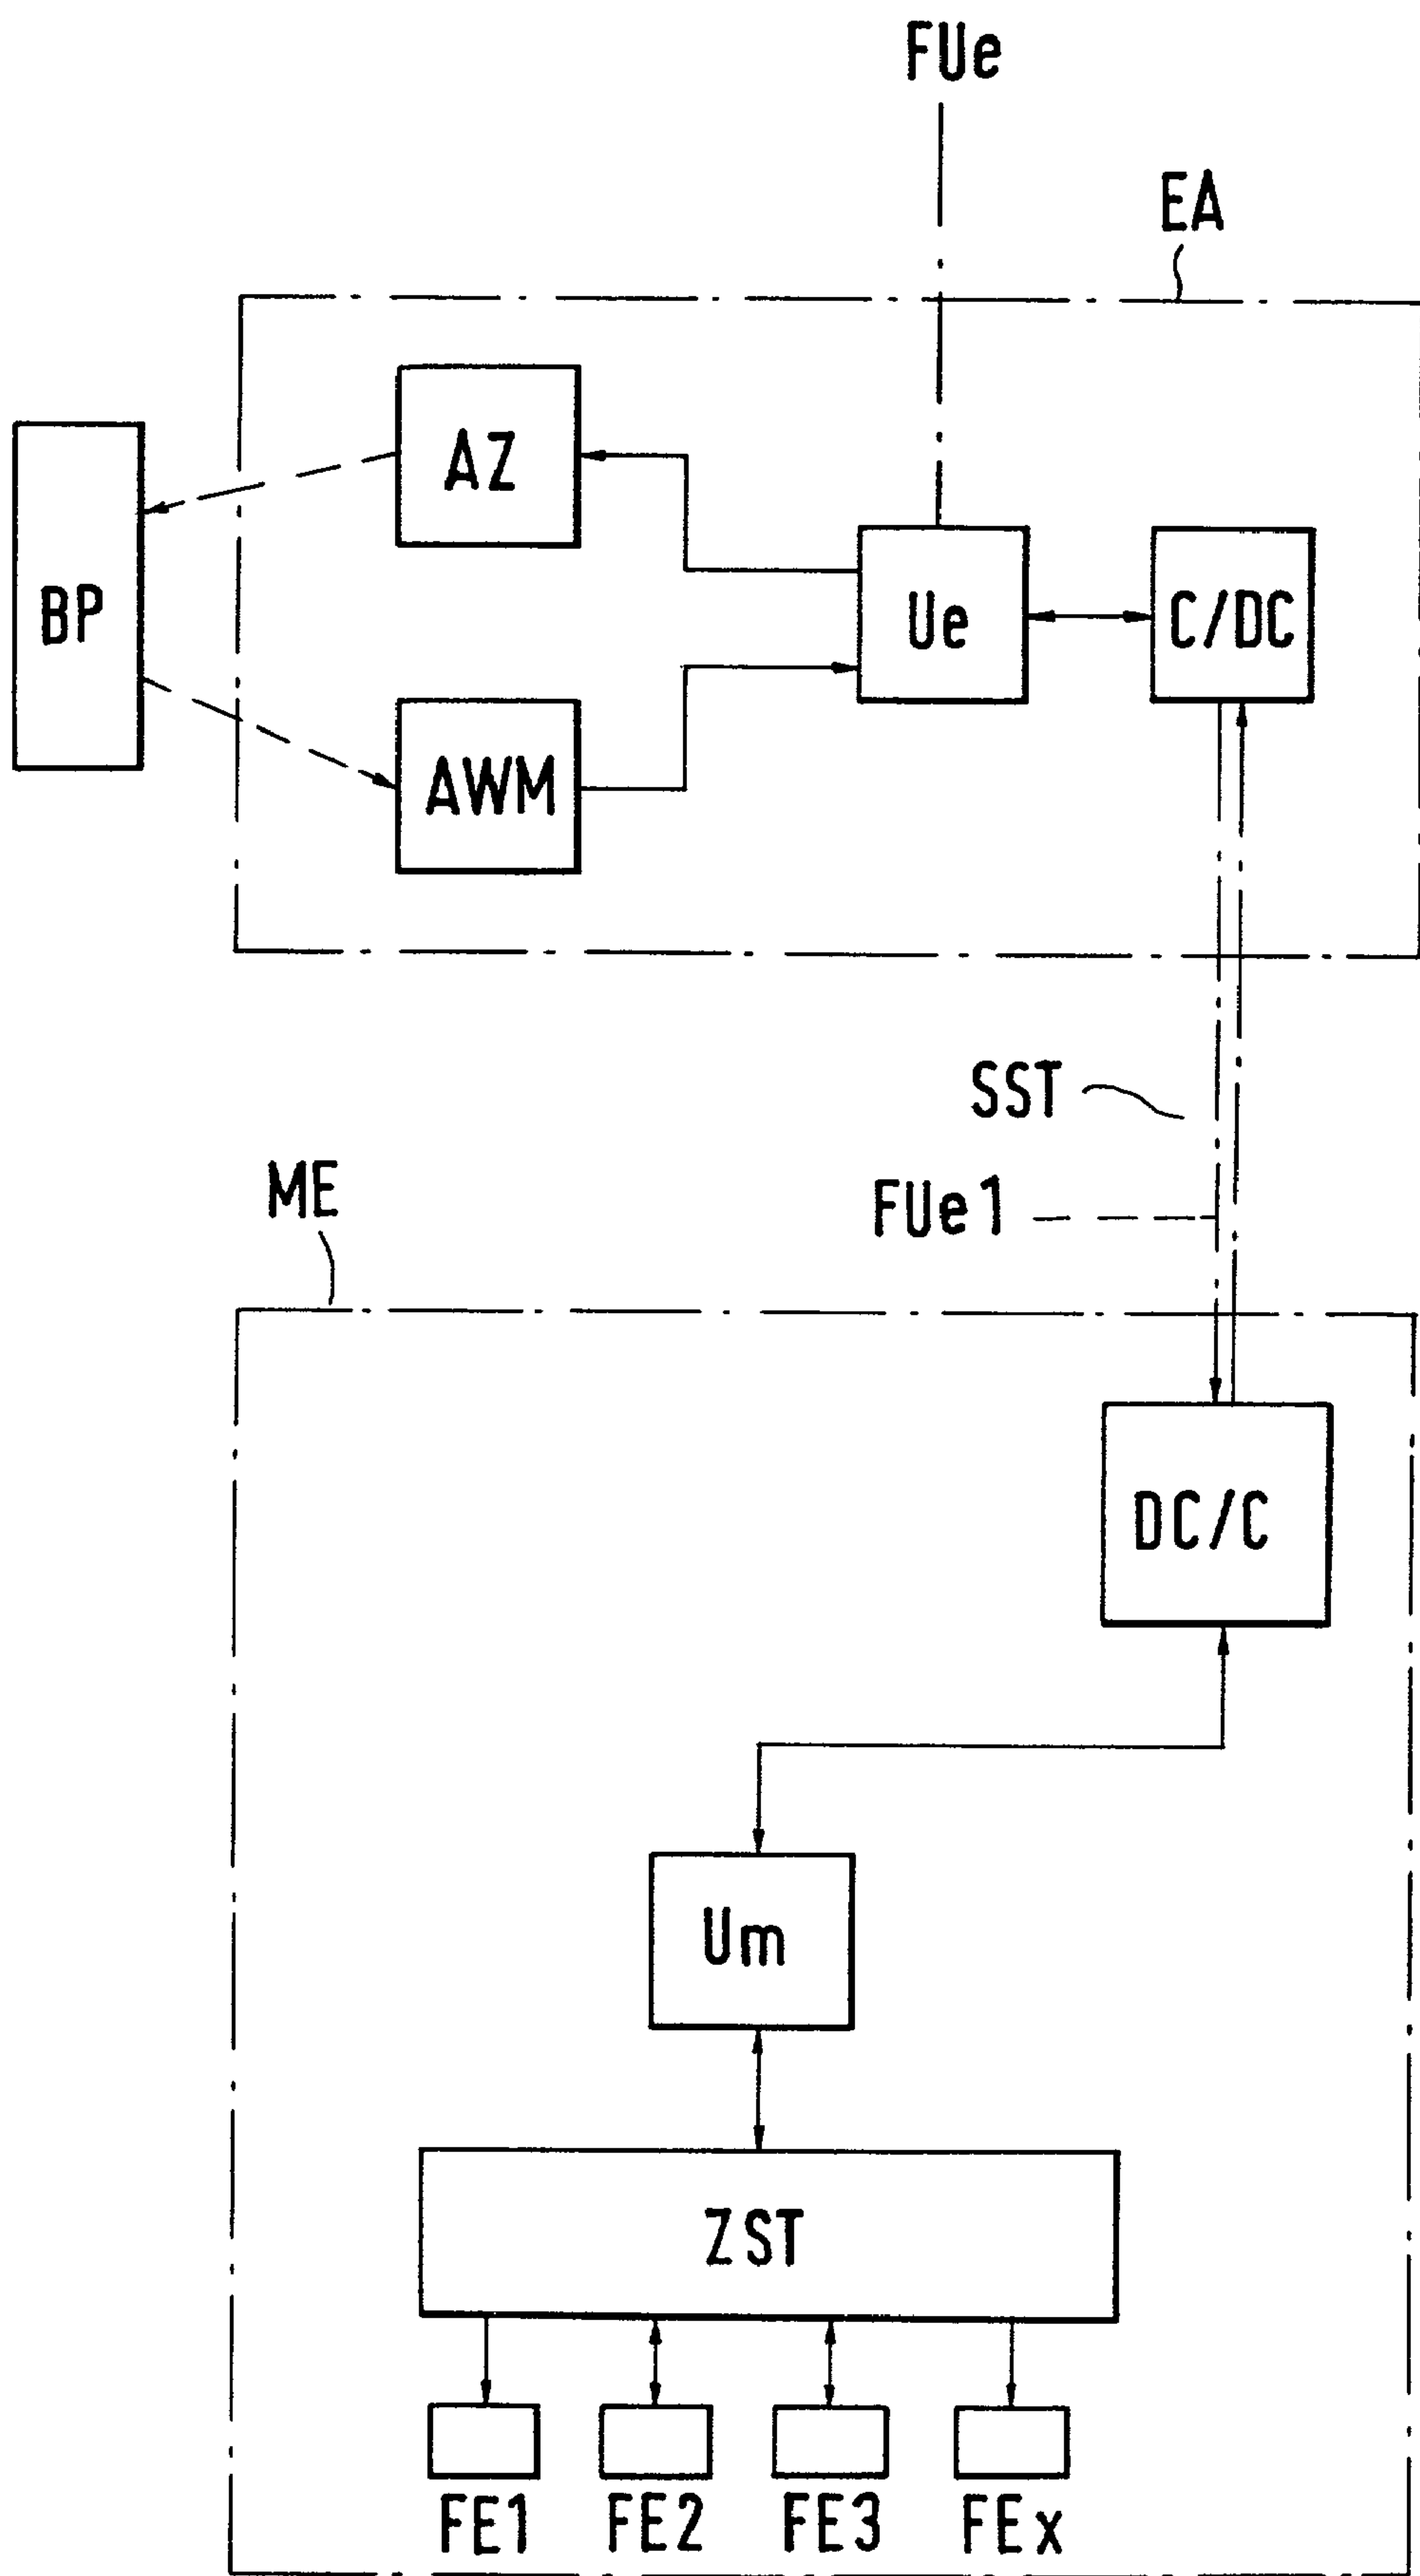 FUe
EA
AZ
BP
Ue
C/DC
AWM
SST
FUe1
ME
DC/C
Um
ZST
FE1 FE2 FE3 FEx